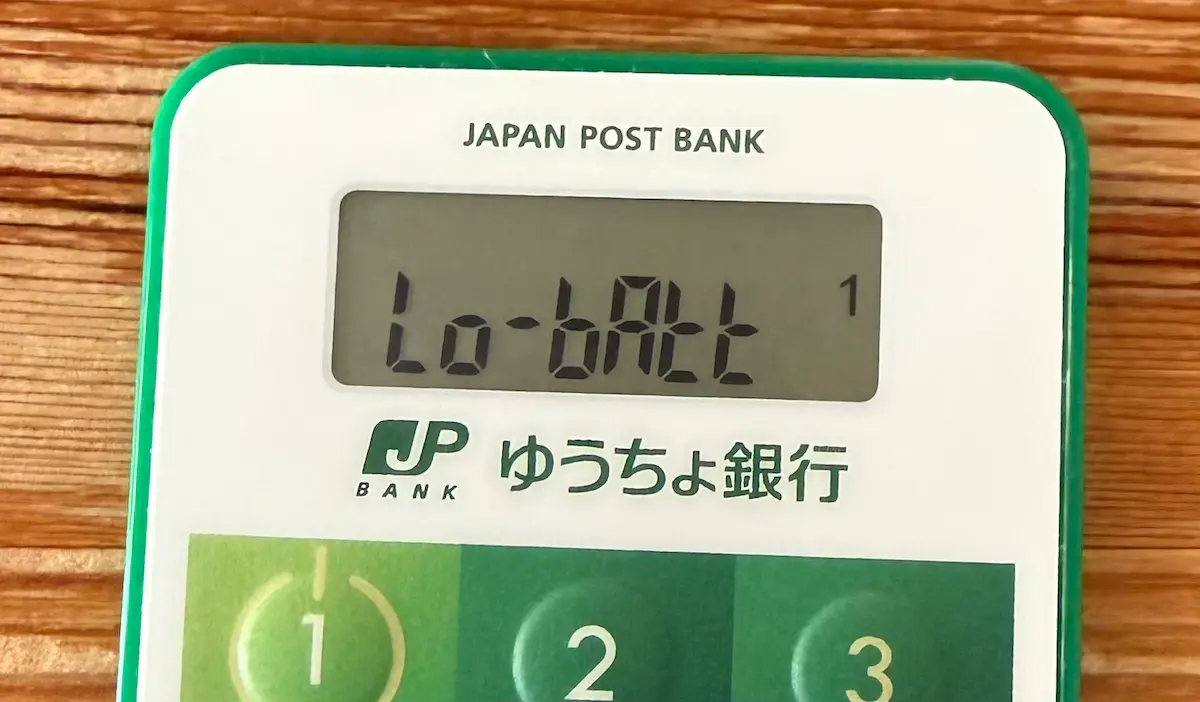 JAPAN POST BANK
Lo-bAtt 1
JP BANK ゆうちょ銀行
1 2 3